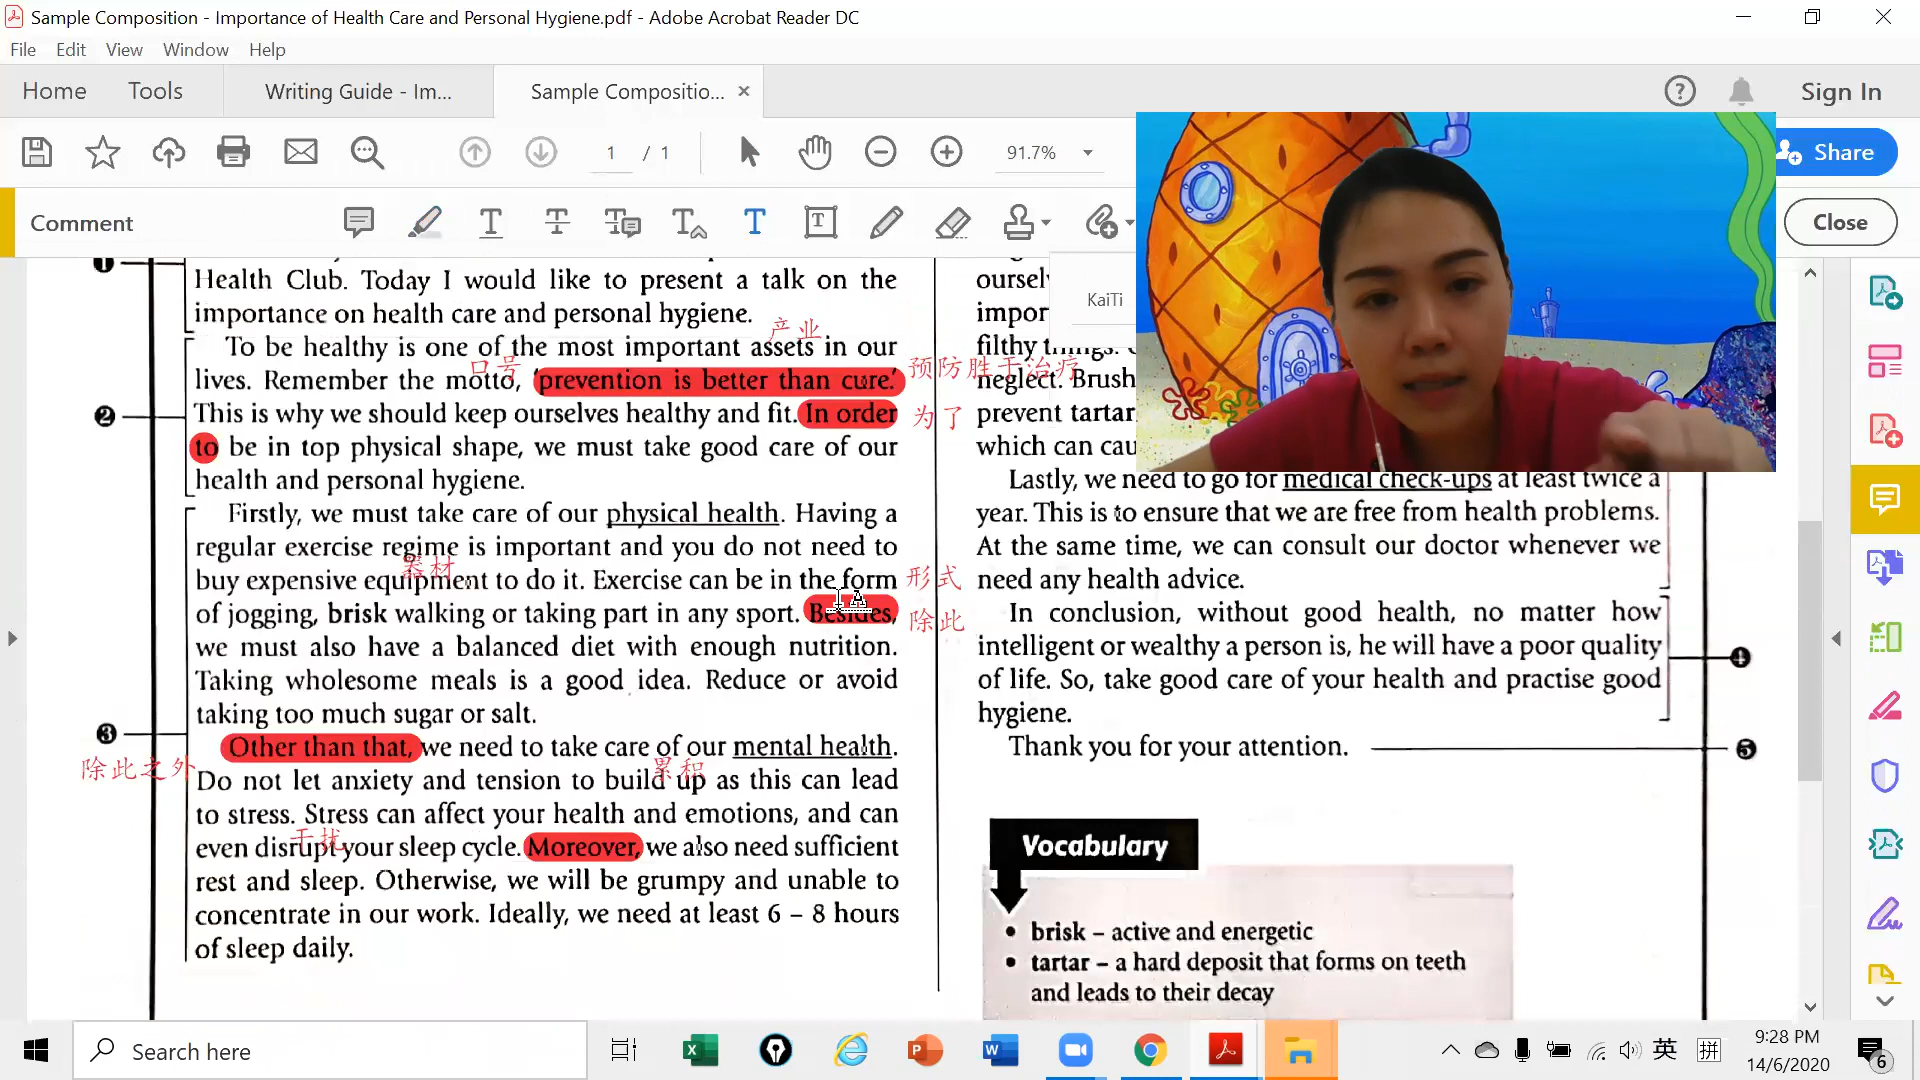 Sample Composition - Importance of Health Care and Personal Hygiene.pdf - Adobe Acrobat Reader DC
File Edit View Window Help
Home Tools Writing Guide - Im... Sample Compositio... × Sign In
1 / 1 91.7% Share
Comment Close
KaiTi
1
Health Club. Today I would like to present a talk on the
importance on health care and personal hygiene.
产业
To be healthy is one of the most important assets in our
口号
lives. Remember the motto, 'prevention is better than cure.' 预防胜于治疗
2 This is why we should keep ourselves healthy and fit. In order 为了
to be in top physical shape, we must take good care of our
health and personal hygiene.
Firstly, we must take care of our physical health. Having a
regular exercise regime is important and you do not need to
器材
buy expensive equipment to do it. Exercise can be in the form 形式
of jogging, brisk walking or taking part in any sport. Besides, 除此
we must also have a balanced diet with enough nutrition.
Taking wholesome meals is a good idea. Reduce or avoid
taking too much sugar or salt.
3 Other than that, we need to take care of our mental health.
除此之外 累积
Do not let anxiety and tension to build up as this can lead
to stress. Stress can affect your health and emotions, and can
干扰
even disrupt your sleep cycle. Moreover, we also need sufficient
rest and sleep. Otherwise, we will be grumpy and unable to
concentrate in our work. Ideally, we need at least 6 – 8 hours
of sleep daily.
oursel
impor
filthy things.
neglect. Brush
prevent tartar
which can cau
Lastly, we need to go for medical check-ups at least twice a
year. This is to ensure that we are free from health problems.
At the same time, we can consult our doctor whenever we
need any health advice.
In conclusion, without good health, no matter how
intelligent or wealthy a person is, he will have a poor quality 4
of life. So, take good care of your health and practise good
hygiene.
Thank you for your attention. 5
Vocabulary
• brisk – active and energetic
• tartar – a hard deposit that forms on teeth
and leads to their decay
Search here
英 拼
9:28 PM
14/6/2020
6